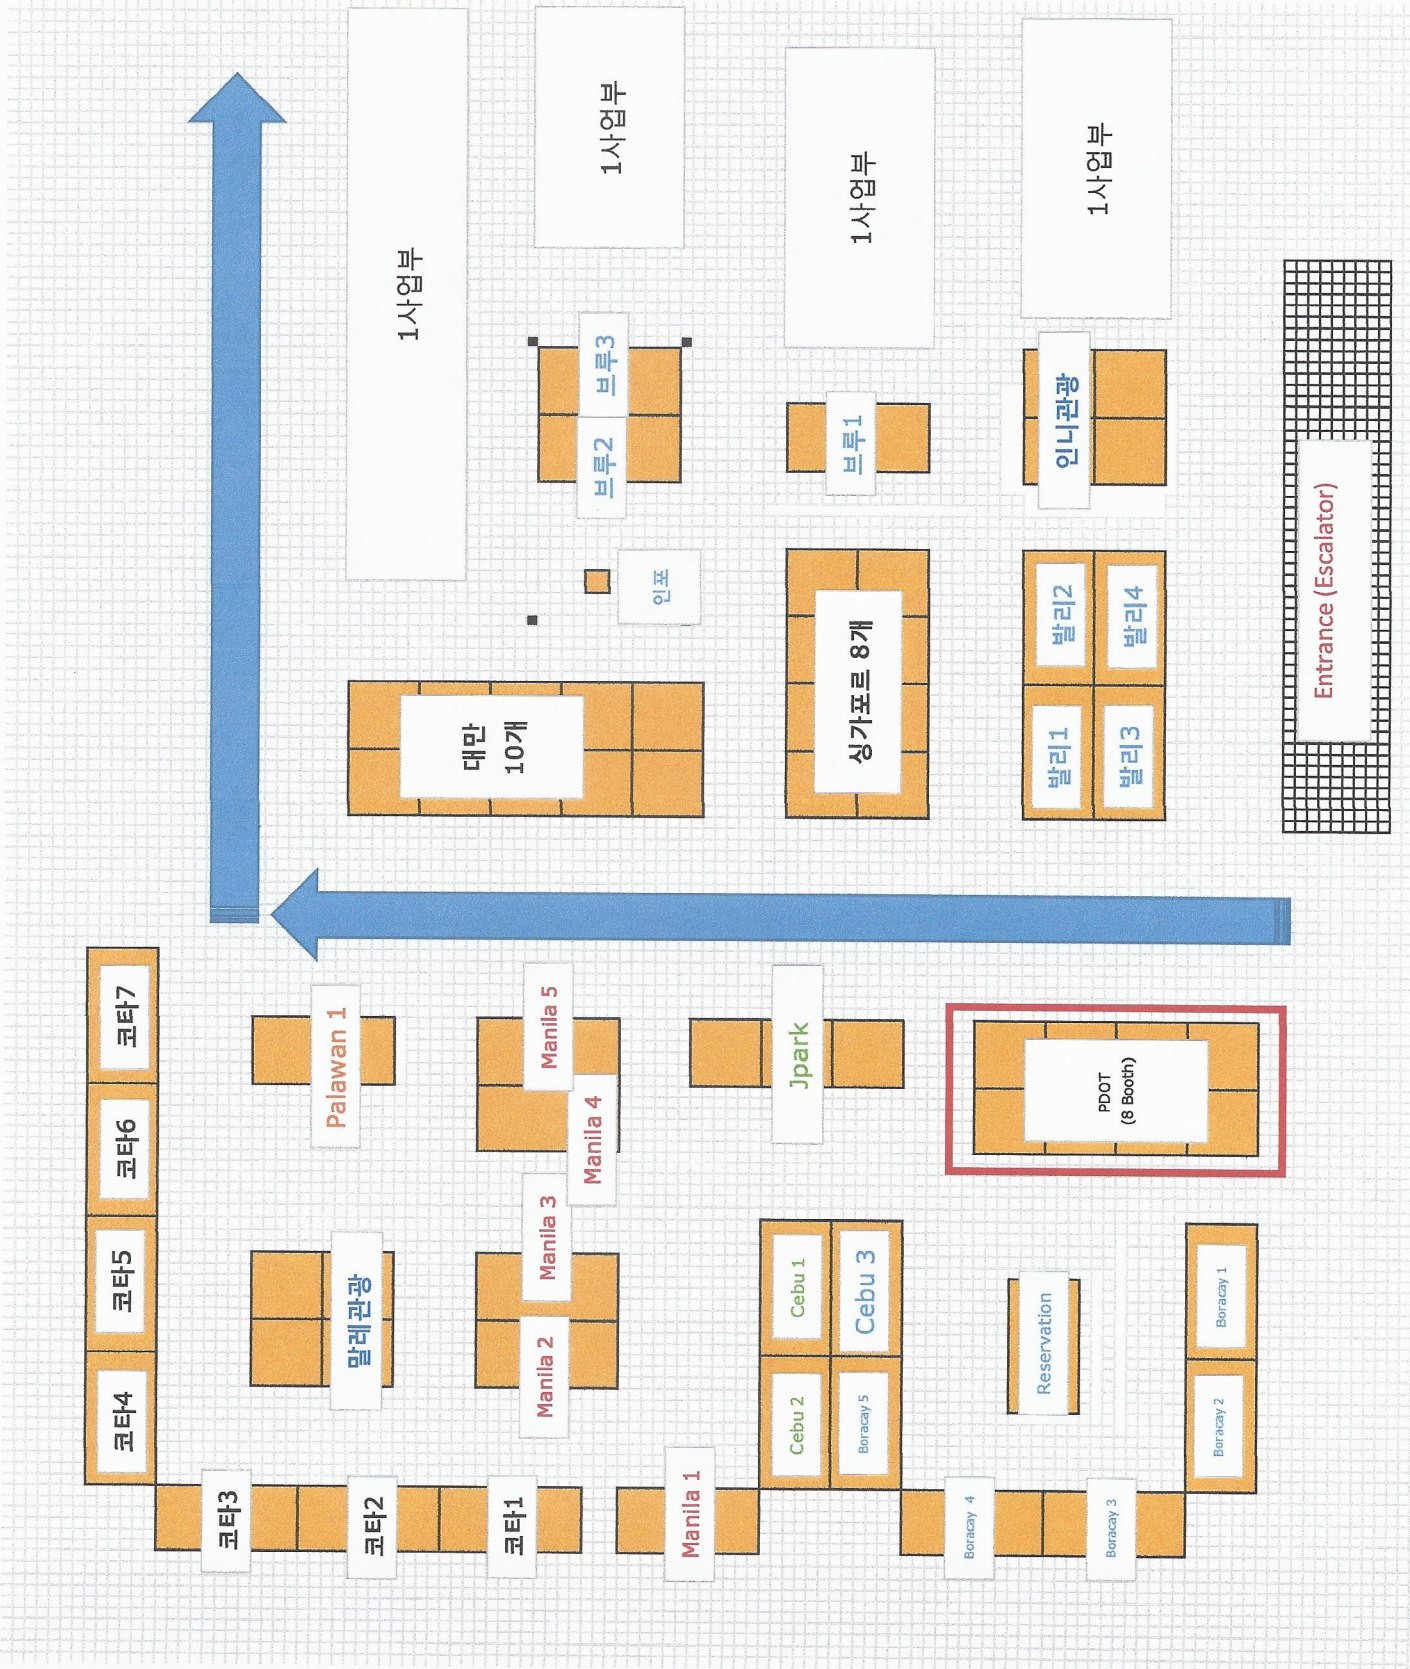 코타4
코타5
코타6
코타7
코타3
말레관광
Palawan 1
코타2
코타1
Manila 2
Manila 3
Manila 4
Manila 5
Manila 1
Cebu 2
Cebu 1
Jpark
Boracay 5
Cebu 3
Boracay 4
Reservation
PDOT
(8 Booth)
Boracay 3
Boracay 2
Boracay 1
대만
10개
1사업부
인포
브루2
브루3
1사업부
싱가포르 8개
브루1
1사업부
발리1
발리2
인니관광
1사업부
발리3
발리4
Entrance (Escalator)